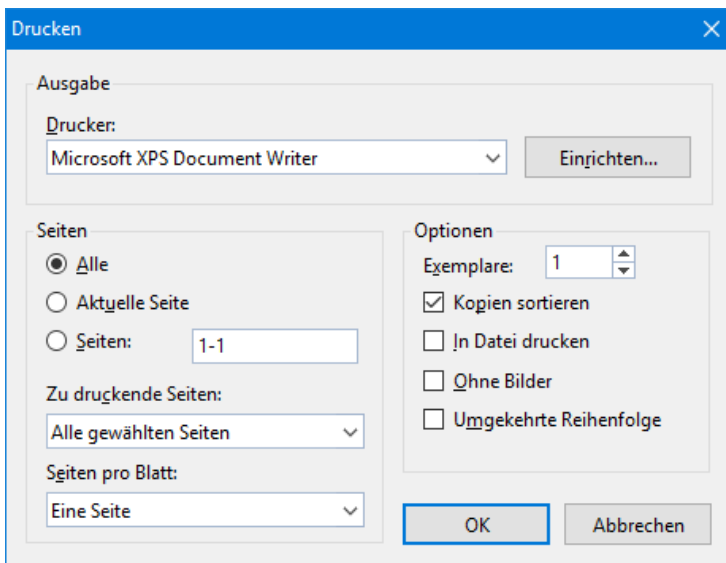 Drucken
Ausgabe
Drucker:
Microsoft XPS Document Writer
Einrichten...
Seiten
Alle
Aktuelle Seite
Seiten:
1-1
Zu druckende Seiten:
Alle gewählten Seiten
Seiten pro Blatt:
Eine Seite
Optionen
Exemplare:
1
Kopien sortieren
In Datei drucken
Ohne Bilder
Umgekehrte Reihenfolge
OK
Abbrechen